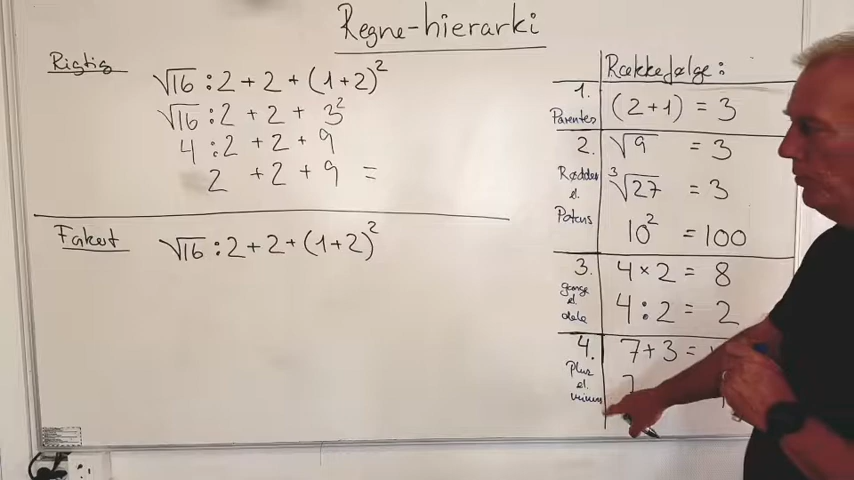 Regne-hierarki
Rigtig
√16 : 2 + 2 + (1+2)²
√16 : 2 + 2 + 3²
4 : 2 + 2 + 9
2 + 2 + 9 =
Fakert
√16 : 2 + 2 + (1+2)²
Rækkefølge:
1.
Parentes
(2+1) = 3
2.
Rødder
el.
Potens
√9 = 3
³√27 = 3
10² = 100
3.
gange
el.
dele
4 × 2 = 8
4 : 2 = 2
4.
Plus
el.
minus
7 + 3 =